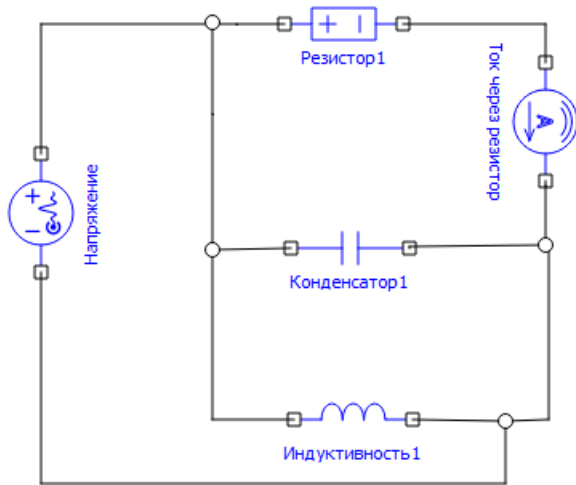 Резистор1
Ток через резистор
A
Напряжение
Конденсатор1
Индуктивность1